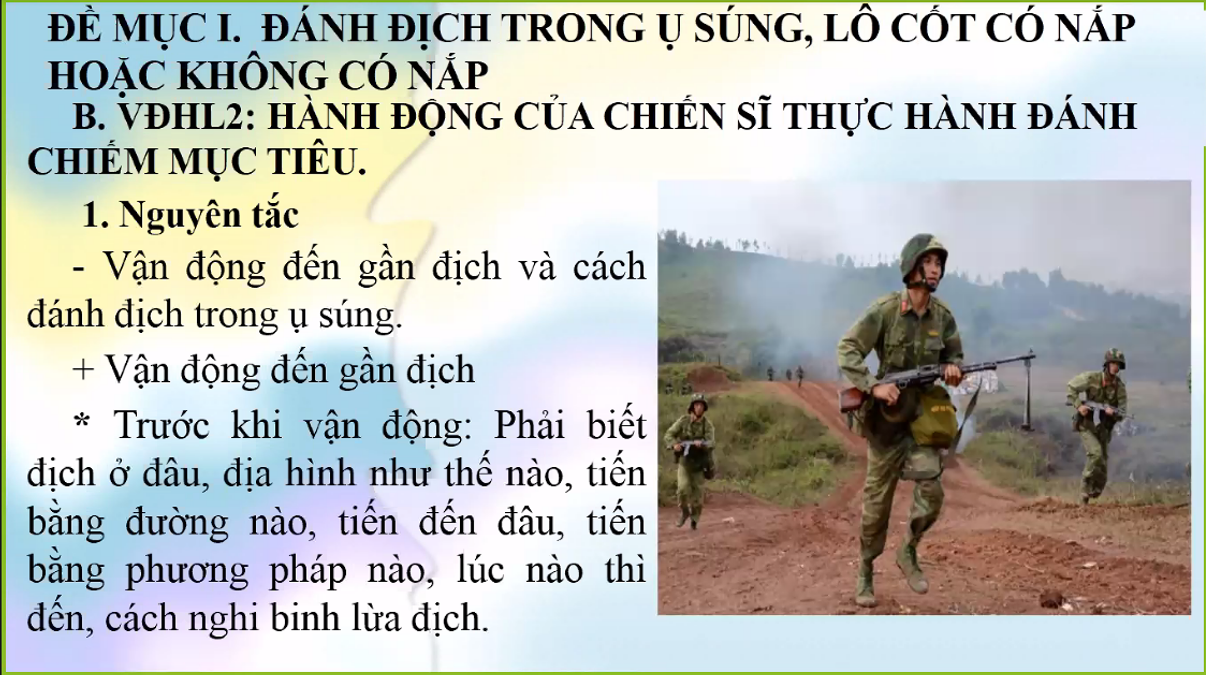 ĐỀ MỤC I. ĐÁNH ĐỊCH TRONG Ụ SÚNG, LÔ CỐT CÓ NẮP
HOẶC KHÔNG CÓ NẮP
B. VĐHL2: HÀNH ĐỘNG CỦA CHIẾN SĨ THỰC HÀNH ĐÁNH
CHIẾM MỤC TIÊU.
1. Nguyên tắc
- Vận động đến gần địch và cách
đánh địch trong ụ súng.
+ Vận động đến gần địch
* Trước khi vận động: Phải biết
địch ở đâu, địa hình như thế nào, tiến
bằng đường nào, tiến đến đâu, tiến
bằng phương pháp nào, lúc nào thì
đến, cách nghi binh lừa địch.